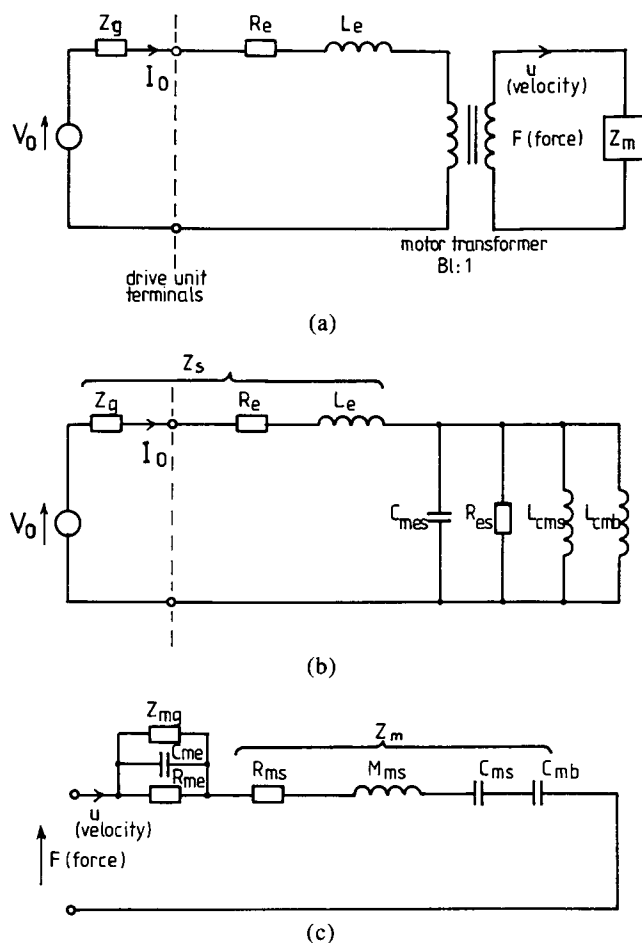 Zg Re Le
I0 u
(velocity)
V0 F (force) Zm
motor transformer
Bl:1
drive unit
terminals
(a)
Zs
Zg Re Le
I0
V0 Cmes Res Lcms Lcmb
(b)
Zmg
Cme
Rme
Zm
Rms Mms Cms Cmb
u
(velocity)
F (force)
(c)